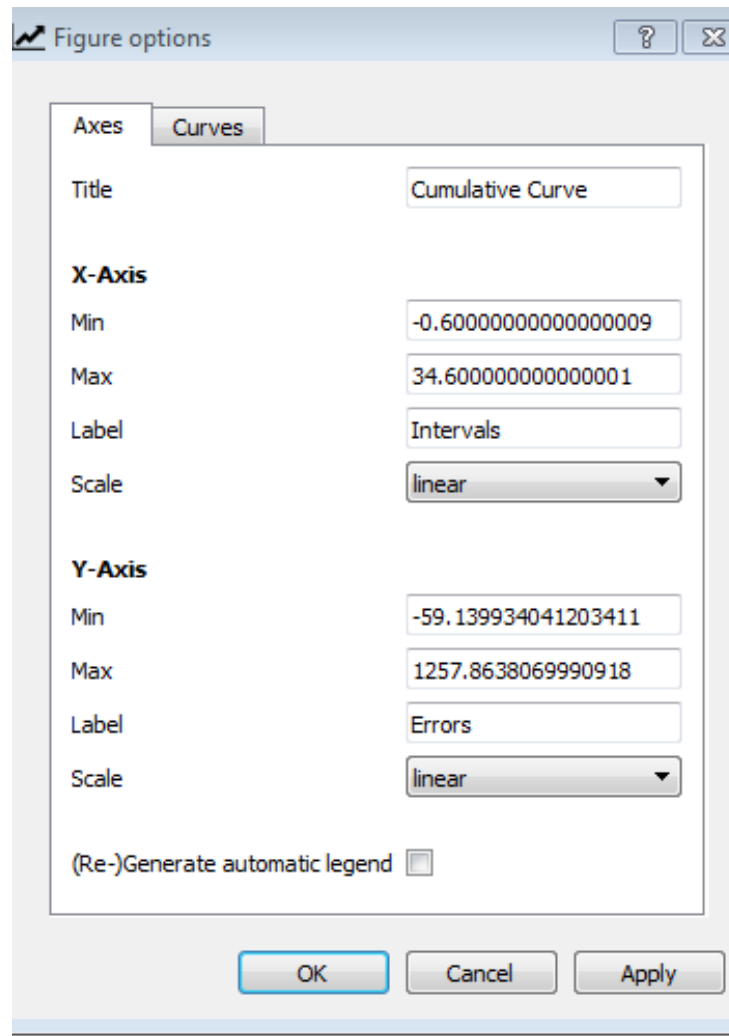 Figure options
Axes Curves
Title Cumulative Curve
X-Axis
Min -0.60000000000000009
Max 34.600000000000001
Label Intervals
Scale linear
Y-Axis
Min -59.139934041203411
Max 1257.8638069990918
Label Errors
Scale linear
(Re-)Generate automatic legend
OK Cancel Apply